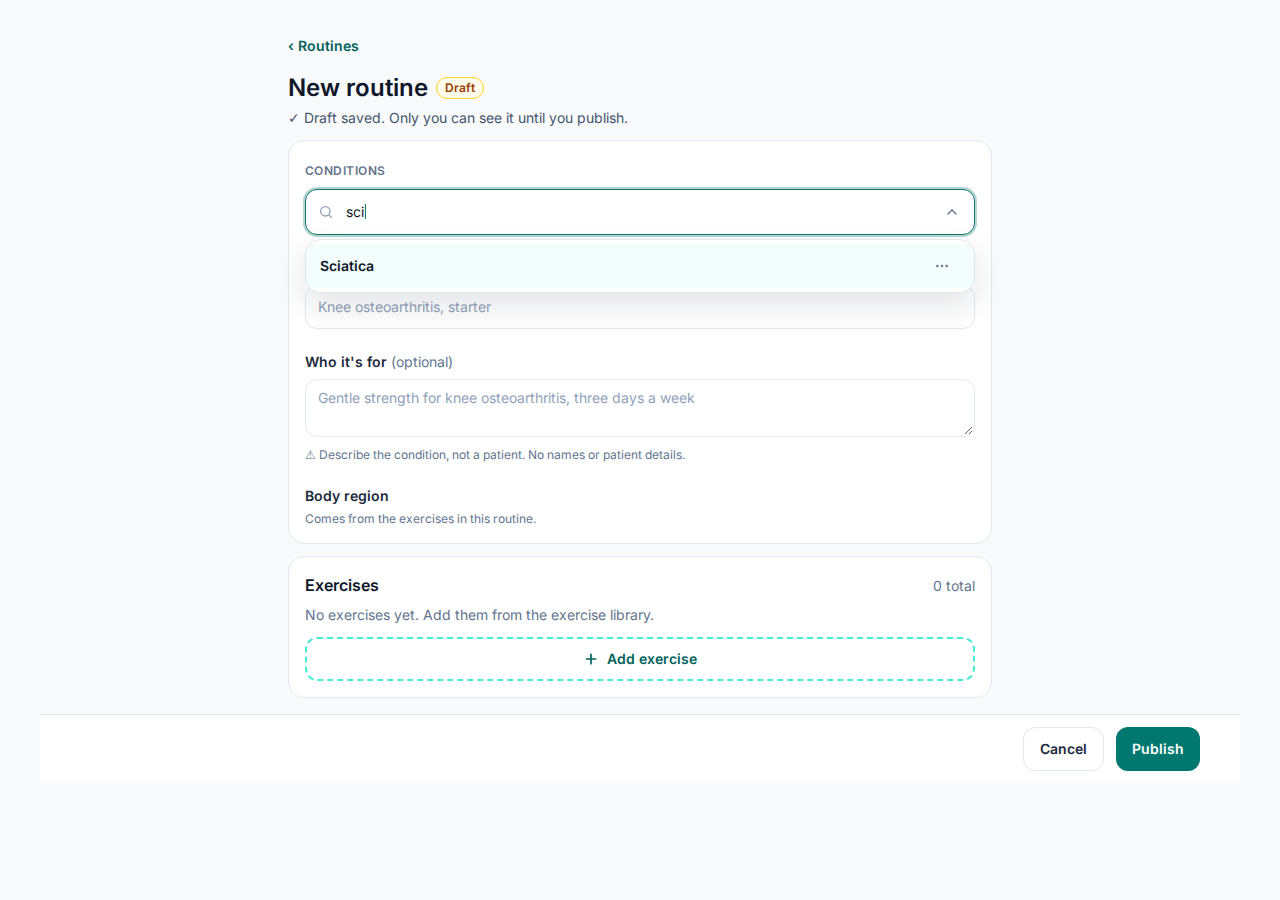 ‹ Routines
New routine Draft
✓ Draft saved. Only you can see it until you publish.
CONDITIONS
sci
Sciatica
Knee osteoarthritis, starter
Who it's for (optional)
Gentle strength for knee osteoarthritis, three days a week
⚠ Describe the condition, not a patient. No names or patient details.
Body region
Comes from the exercises in this routine.
Exercises 0 total
No exercises yet. Add them from the exercise library.
+ Add exercise
Cancel Publish